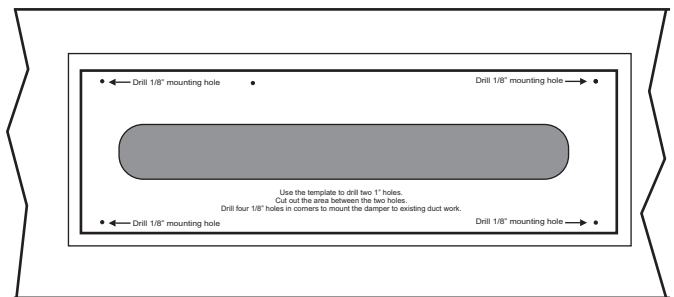 Drill 1/8" mounting hole
Drill 1/8" mounting hole
Use the template to drill two 1" holes.
Cut out the area between the two holes.
Drill four 1/8" holes in corners to mount the damper to existing duct work.
Drill 1/8" mounting hole
Drill 1/8" mounting hole